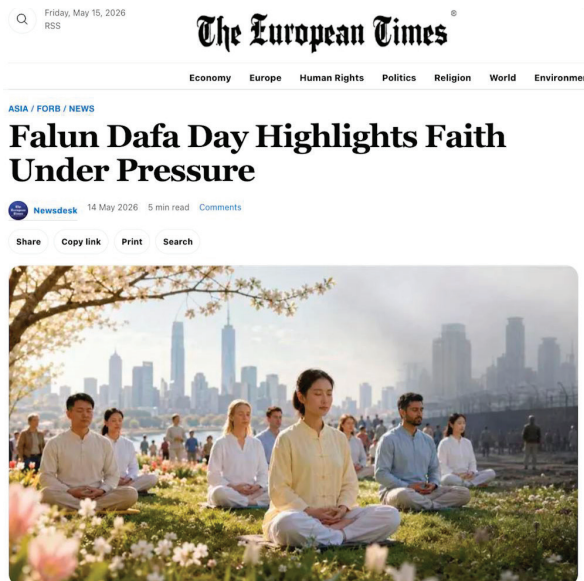 Friday, May 15, 2026
RSS
The European Times®
Economy Europe Human Rights Politics Religion World Environme
ASIA / FORB / NEWS
Falun Dafa Day Highlights Faith
Under Pressure
Newsdesk 14 May 2026 5 min read Comments
Share Copy link Print Search